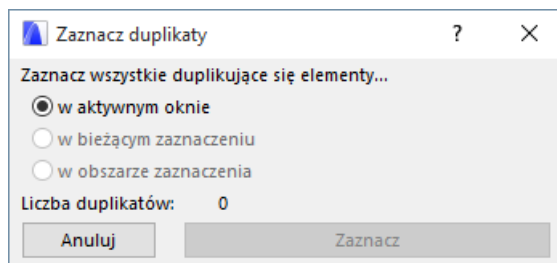 Zaznacz duplikaty ?
Zaznacz wszystkie duplikujące się elementy...
w aktywnym oknie
w bieżącym zaznaczeniu
w obszarze zaznaczenia
Liczba duplikatów: 0
Anuluj Zaznacz